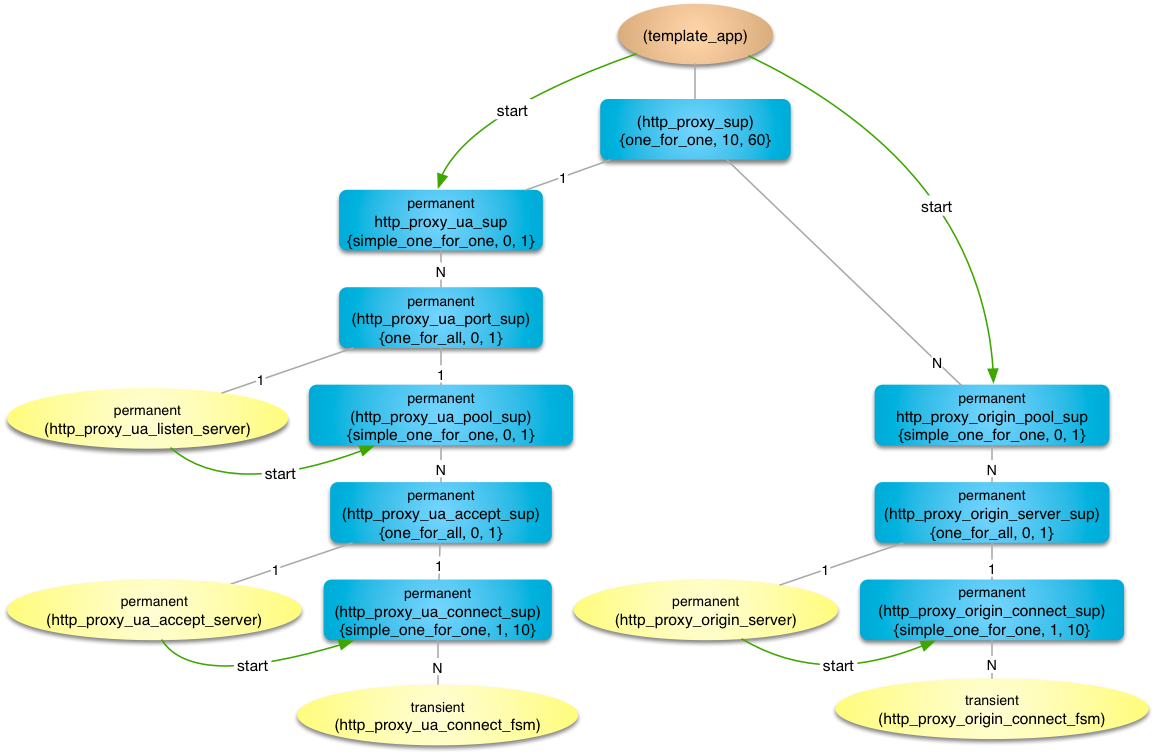 (template_app)
start
(http_proxy_sup)
{one_for_one, 10, 60}
1
permanent
http_proxy_ua_sup
{simple_one_for_one, 0, 1}
start
N
permanent
(http_proxy_ua_port_sup)
{one_for_all, 0, 1}
N
1
1
permanent
(http_proxy_ua_listen_server)
permanent
(http_proxy_ua_pool_sup)
{simple_one_for_one, 0, 1}
permanent
http_proxy_origin_pool_sup
{simple_one_for_one, 0, 1}
start
N
N
permanent
(http_proxy_ua_accept_sup)
{one_for_all, 0, 1}
permanent
(http_proxy_origin_server_sup)
{one_for_all, 0, 1}
1
1
1
1
permanent
(http_proxy_ua_accept_server)
permanent
(http_proxy_ua_connect_sup)
{simple_one_for_one, 1, 10}
permanent
(http_proxy_origin_server)
permanent
(http_proxy_origin_connect_sup)
{simple_one_for_one, 1, 10}
start
N
start
N
transient
(http_proxy_ua_connect_fsm)
transient
(http_proxy_origin_connect_fsm)